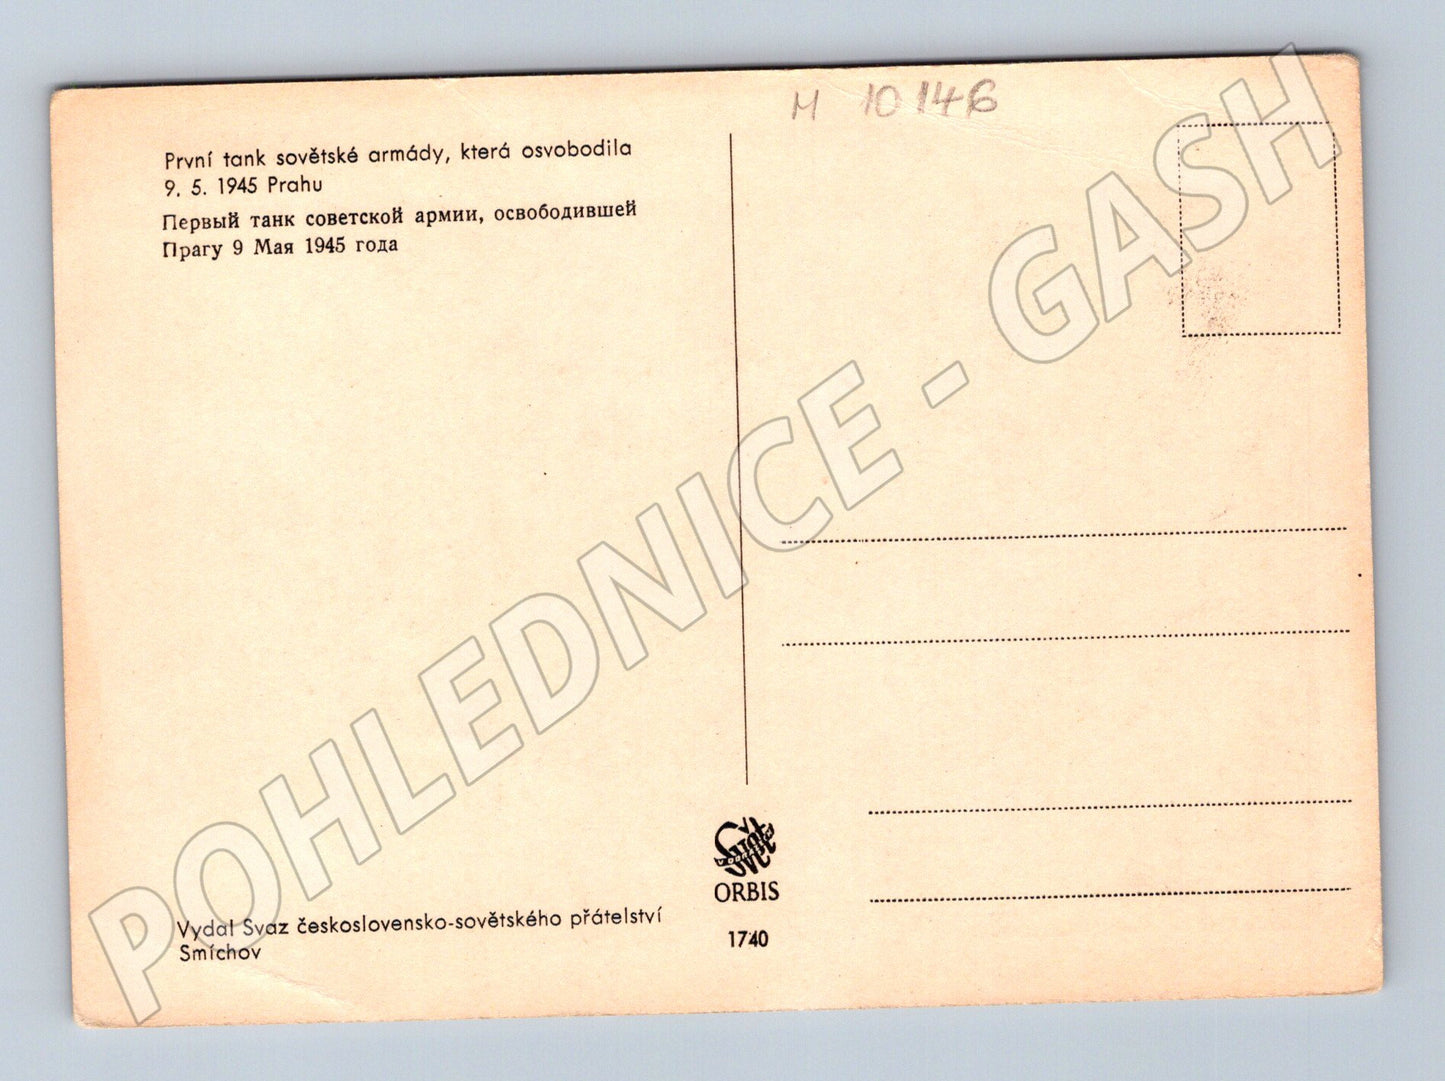 M 10146
První tank sovětské armády, která osvobodila
9. 5. 1945 Prahu
Первый танк советской армии, освободившей
Прагу 9 Мая 1945 года
POHLEDNICE - GASH
Svět
ORBIS
1740
Vydal Svaz československo-sovětského přátelství
Smíchov